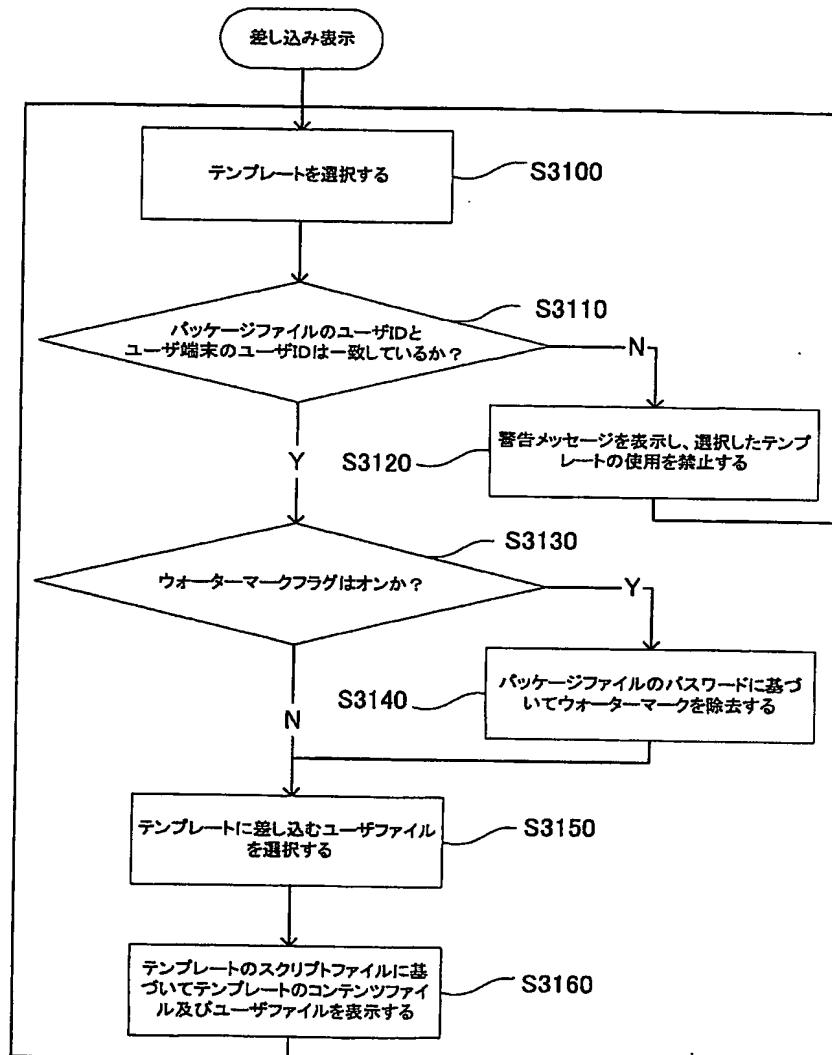 差し込み表示
テンプレートを選択する
S3100
パッケージファイルのユーザIDと
ユーザ端末のユーザIDは一致しているか？
S3110
N
警告メッセージを表示し、選択したテンプ
レートの使用を禁止する
S3120
Y
ウォーターマークフラグはオンか？
S3130
Y
パッケージファイルのパスワードに基づ
いてウォーターマークを除去する
S3140
N
テンプレートに差し込むユーザファイル
を選択する
S3150
テンプレートのスクリプトファイルに基
づいてテンプレートのコンテンツファイ
ル及びユーザファイルを表示する
S3160